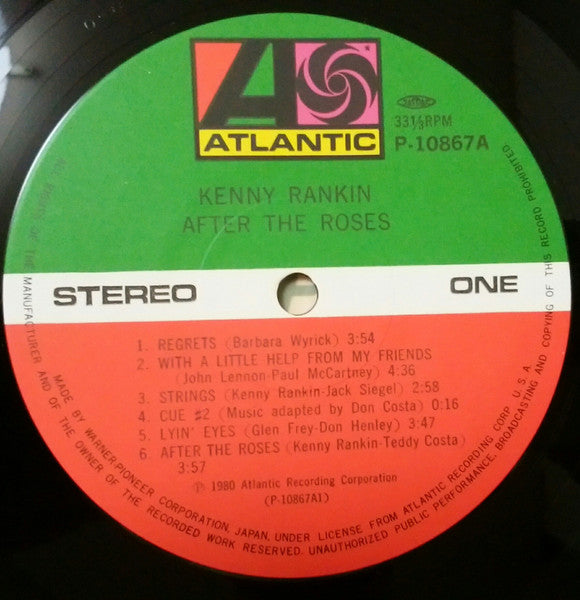 ATLANTIC
JASRAC
33⅓RPM
P-10867A
KENNY RANKIN
AFTER THE ROSES
STEREO
ONE
1. REGRETS (Barbara Wyrick) 3:54
2. WITH A LITTLE HELP FROM MY FRIENDS
(John Lennon-Paul McCartney) 4:36
3. STRINGS (Kenny Rankin-Jack Siegel) 2:58
4. CUE #2 (Music adapted by Don Costa) 0:16
5. LYIN' EYES (Glen Frey-Don Henley) 3:47
6. AFTER THE ROSES (Kenny Rankin-Teddy Costa)
3:57
℗ 1980 Atlantic Recording Corporation
(P-10867A1)
MADE BY WARNER-PIONEER CORPORATION, JAPAN, UNDER LICENSE FROM ATLANTIC RECORDING CORP. U.S.A.
ALL RIGHTS OF THE MANUFACTURER AND OF THE OWNER OF THE RECORDED WORK RESERVED. UNAUTHORIZED PUBLIC PERFORMANCE, BROADCASTING AND COPYING OF THIS RECORD PROHIBITED